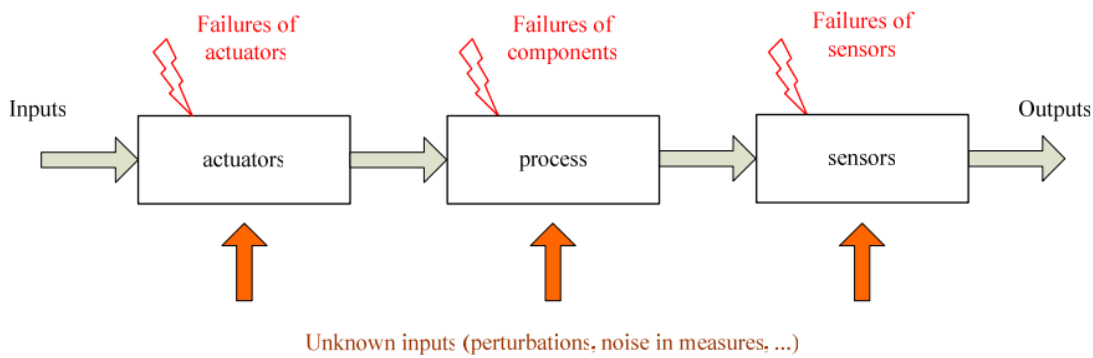 Failures of
actuators
Failures of
components
Failures of
sensors
Inputs
Outputs
actuators
process
sensors
Unknown inputs (perturbations, noise in measures, ...)